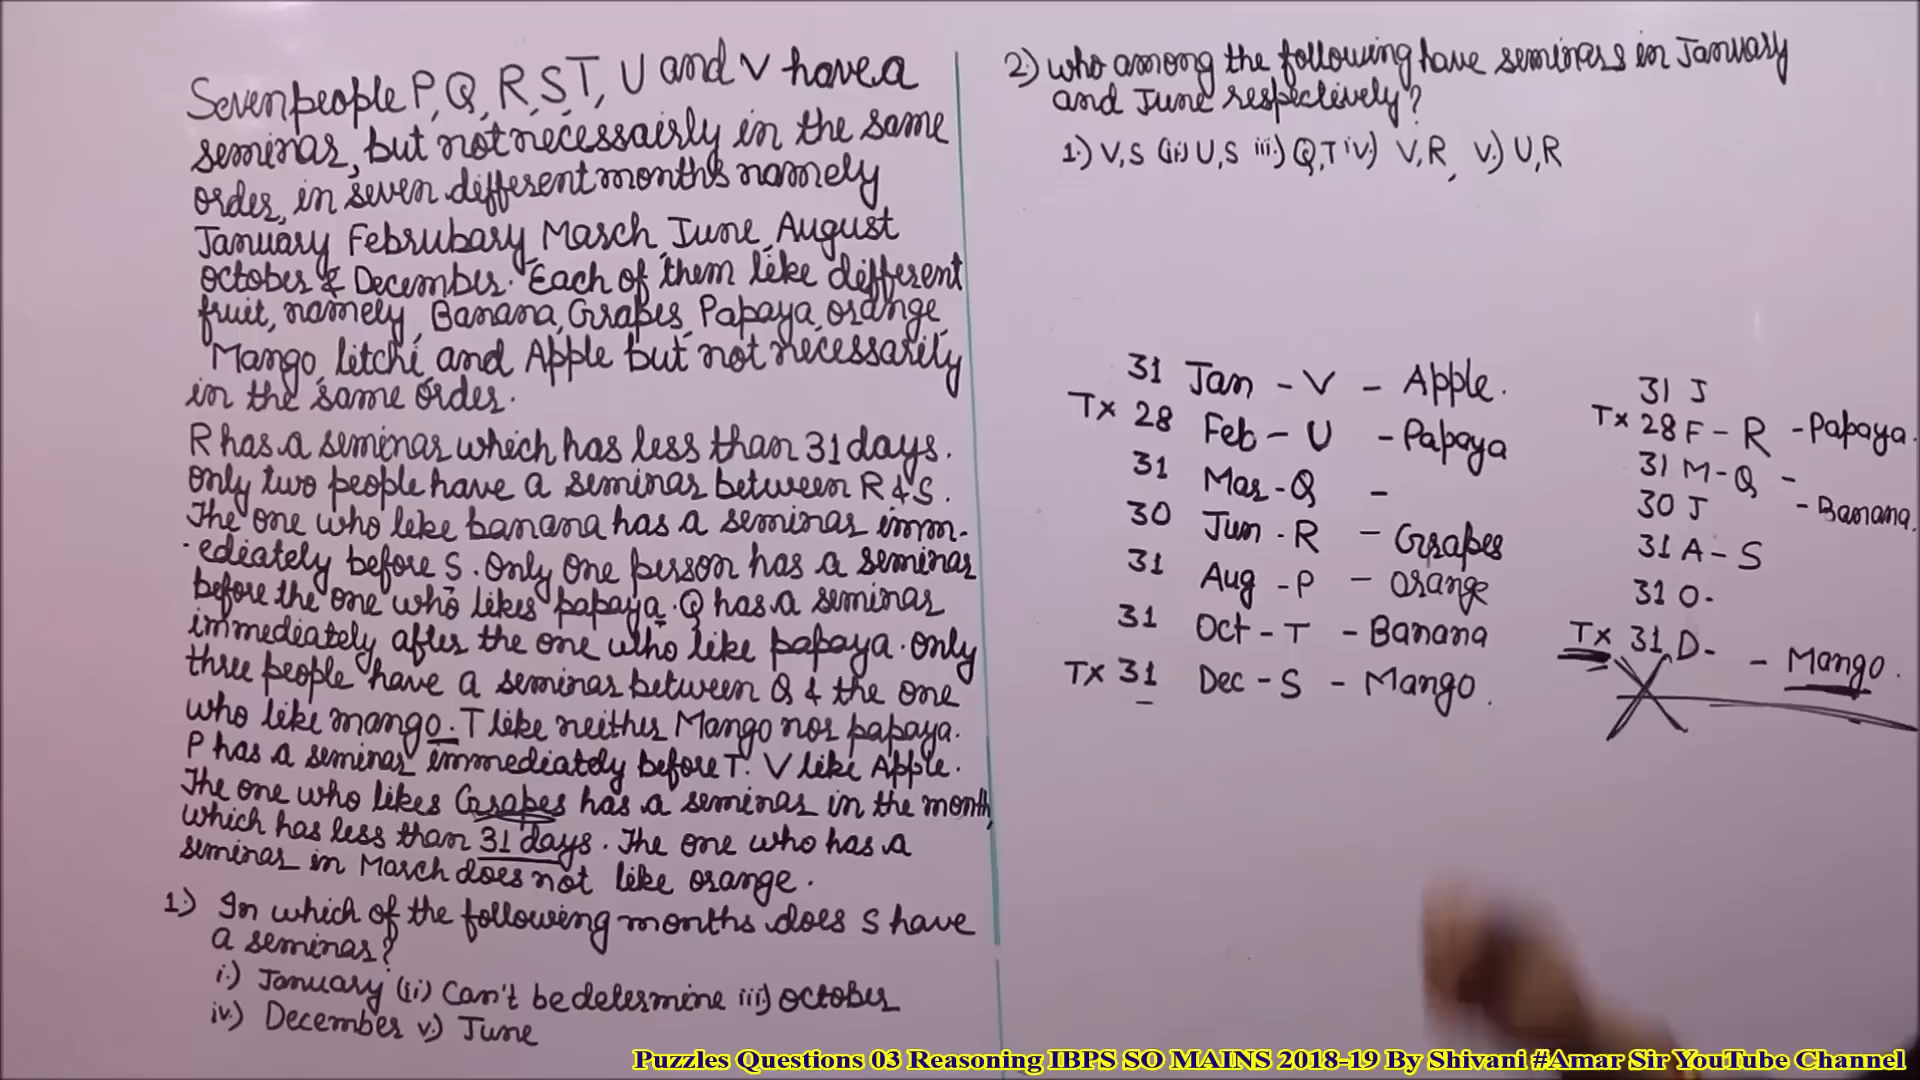 Seven people P, Q, R, S T, U and V have a
seminar, but not necessairly in the same
order, in seven different months namely
January Februbary, March, June, August
October & December. Each of them like different
fruit, namely, Banana, Grapes, Papaya, orange,
Mango, litchi and Apple but not necessarily
in the same order.
R has a seminar which has less than 31 days.
only two people have a seminar between R & S.
The one who like banana has a seminar imm-
ediately before S. Only one person has a seminar
before the one who likes papaya. Q has a seminar
immediately after the one who like papaya. only
three people have a seminar between Q & the one
who like mango. T like neither Mango nor papaya.
P has a seminar immediately before T. V like Apple.
The one who likes Grapes has a seminar in the month,
which has less than 31 days. The one who has a
seminar in March does not like orange.
1.) In which of the following months does S have
a seminar?
i.) January (ii) Can't be determine iii) October
iv.) December v.) June
2.) who among the following have seminars in January
and June respectively?
1.) V,S (ii) U,S iii.) Q,T iv.) V,R, v.) U,R
31 Jan - V - Apple.
Tx 28 Feb - U - Papaya
31 Mar - Q -
30 Jun - R - Grapes
31 Aug - P - orange
31 Oct - T - Banana
Tx 31 Dec - S - Mango.
31 J
Tx 28 F - R - Papaya.
31 M - Q -
30 J - Banana.
31 A - S
31 O -
Tx 31 D - - Mango.
Puzzles Questions 03 Reasoning IBPS SO MAINS 2018-19 By Shivani #Amar Sir YouTube Channel